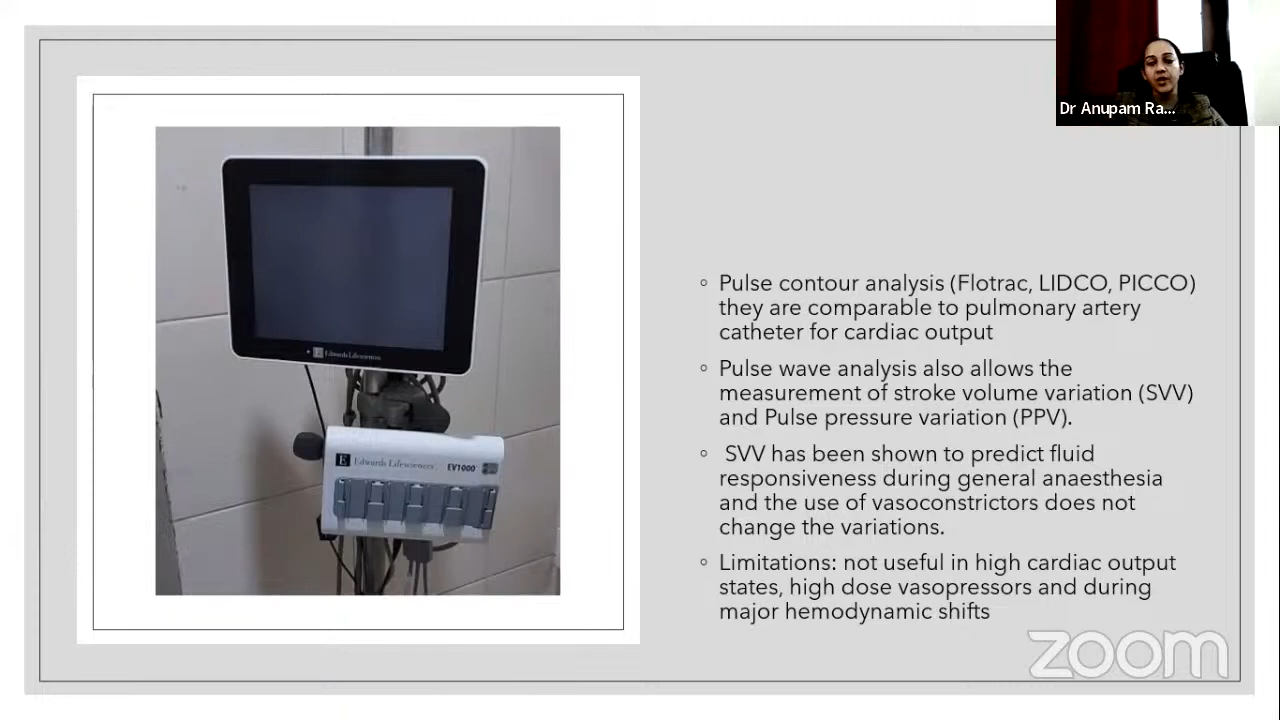 Dr Anupam Ra...
Edwards Lifesciences
E Edwards Lifesciences EV1000
Pulse contour analysis (Flotrac, LIDCO, PICCO)
they are comparable to pulmonary artery
catheter for cardiac output
Pulse wave analysis also allows the
measurement of stroke volume variation (SVV)
and Pulse pressure variation (PPV).
SVV has been shown to predict fluid
responsiveness during general anaesthesia
and the use of vasoconstrictors does not
change the variations.
Limitations: not useful in high cardiac output
states, high dose vasopressors and during
major hemodynamic shifts
zoom